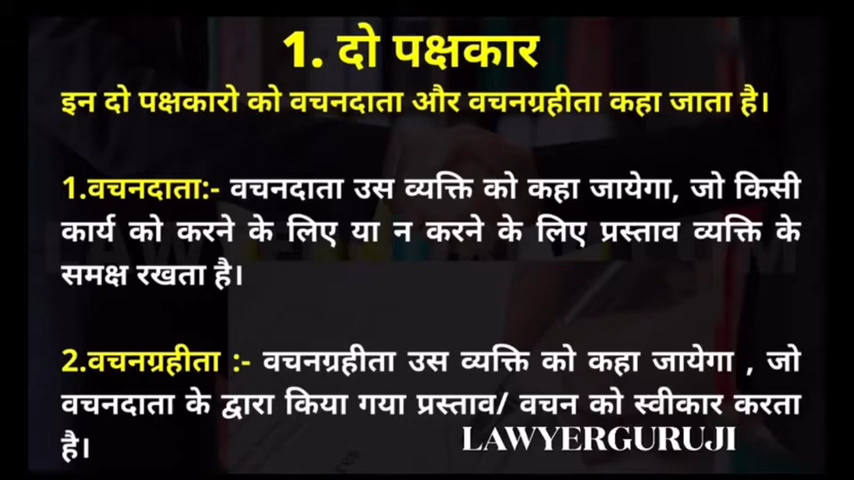 1. दो पक्षकार
इन दो पक्षकारो को वचनदाता और वचनग्रहीता कहा जाता है।
1.वचनदाता:- वचनदाता उस व्यक्ति को कहा जायेगा, जो किसी
कार्य को करने के लिए या न करने के लिए प्रस्ताव व्यक्ति के
समक्ष रखता है।
2.वचनग्रहीता :- वचनग्रहीता उस व्यक्ति को कहा जायेगा , जो
वचनदाता के द्वारा किया गया प्रस्ताव/ वचन को स्वीकार करता
है।
LAWYERGURUJI